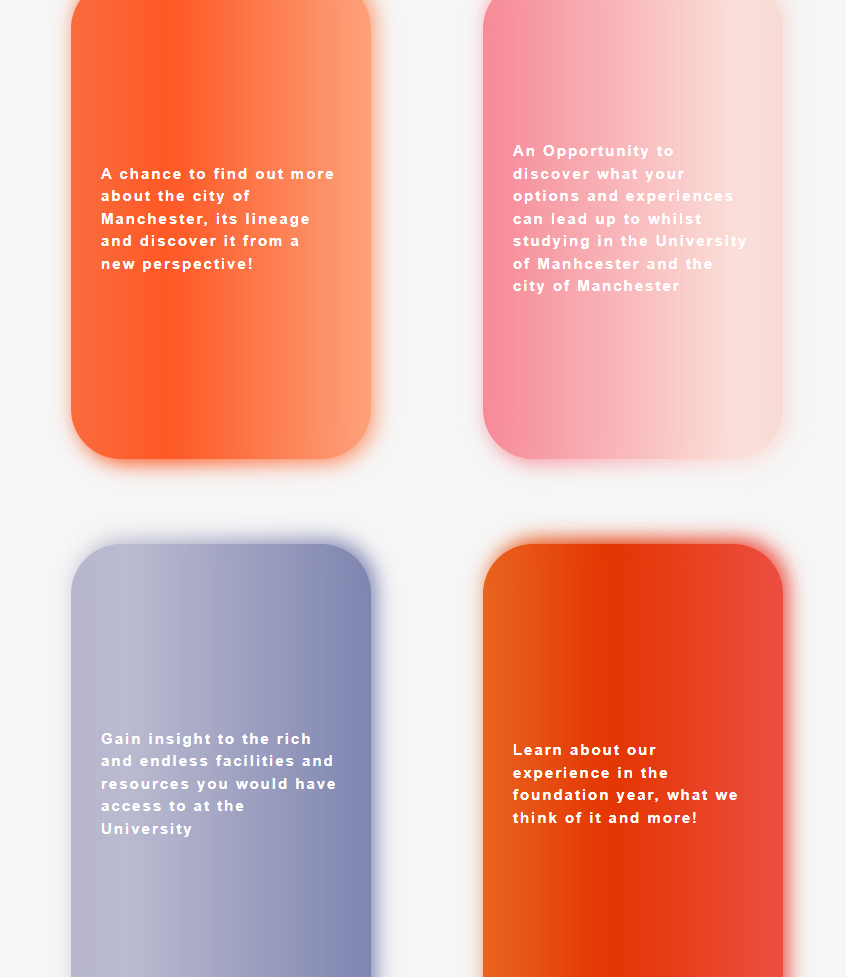 A chance to find out more
about the city of
Manchester, its lineage
and discover it from a
new perspective!
An Opportunity to
discover what your
options and experiences
can lead up to whilst
studying in the University
of Manhcester and the
city of Manchester
Gain insight to the rich
and endless facilities and
resources you would have
access to at the
University
Learn about our
experience in the
foundation year, what we
think of it and more!